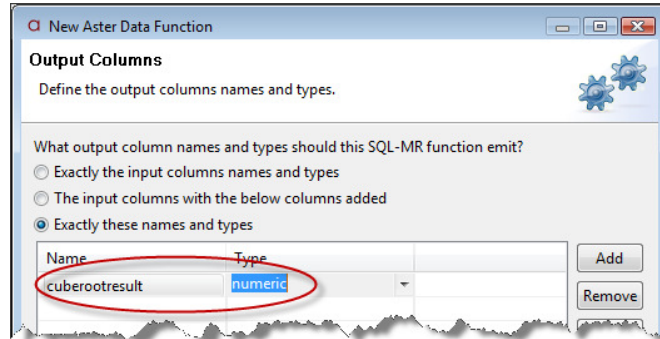 New Aster Data Function
Output Columns
Define the output columns names and types.
What output column names and types should this SQL-MR function emit?
Exactly the input columns names and types
The input columns with the below columns added
Exactly these names and types
Name Type
Add
cuberootresult numeric
Remove